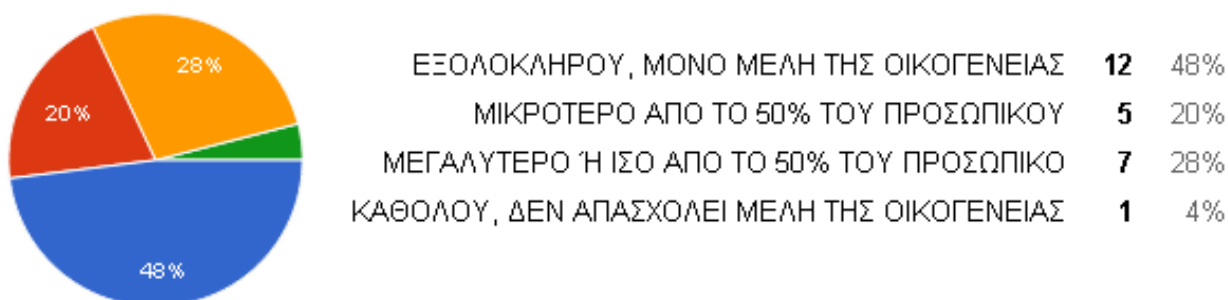 28%
20%
48%
ΕΞΟΛΟΚΛΗΡΟΥ, ΜΟΝΟ ΜΕΛΗ ΤΗΣ ΟΙΚΟΓΕΝΕΙΑΣ 12 48%
ΜΙΚΡΟΤΕΡΟ ΑΠΟ ΤΟ 50% ΤΟΥ ΠΡΟΣΩΠΙΚΟΥ 5 20%
ΜΕΓΑΛΥΤΕΡΟ Ή ΙΣΟ ΑΠΟ ΤΟ 50% ΤΟΥ ΠΡΟΣΩΠΙΚΟ 7 28%
ΚΑΘΟΛΟΥ, ΔΕΝ ΑΠΑΣΧΟΛΕΙ ΜΕΛΗ ΤΗΣ ΟΙΚΟΓΕΝΕΙΑΣ 1 4%